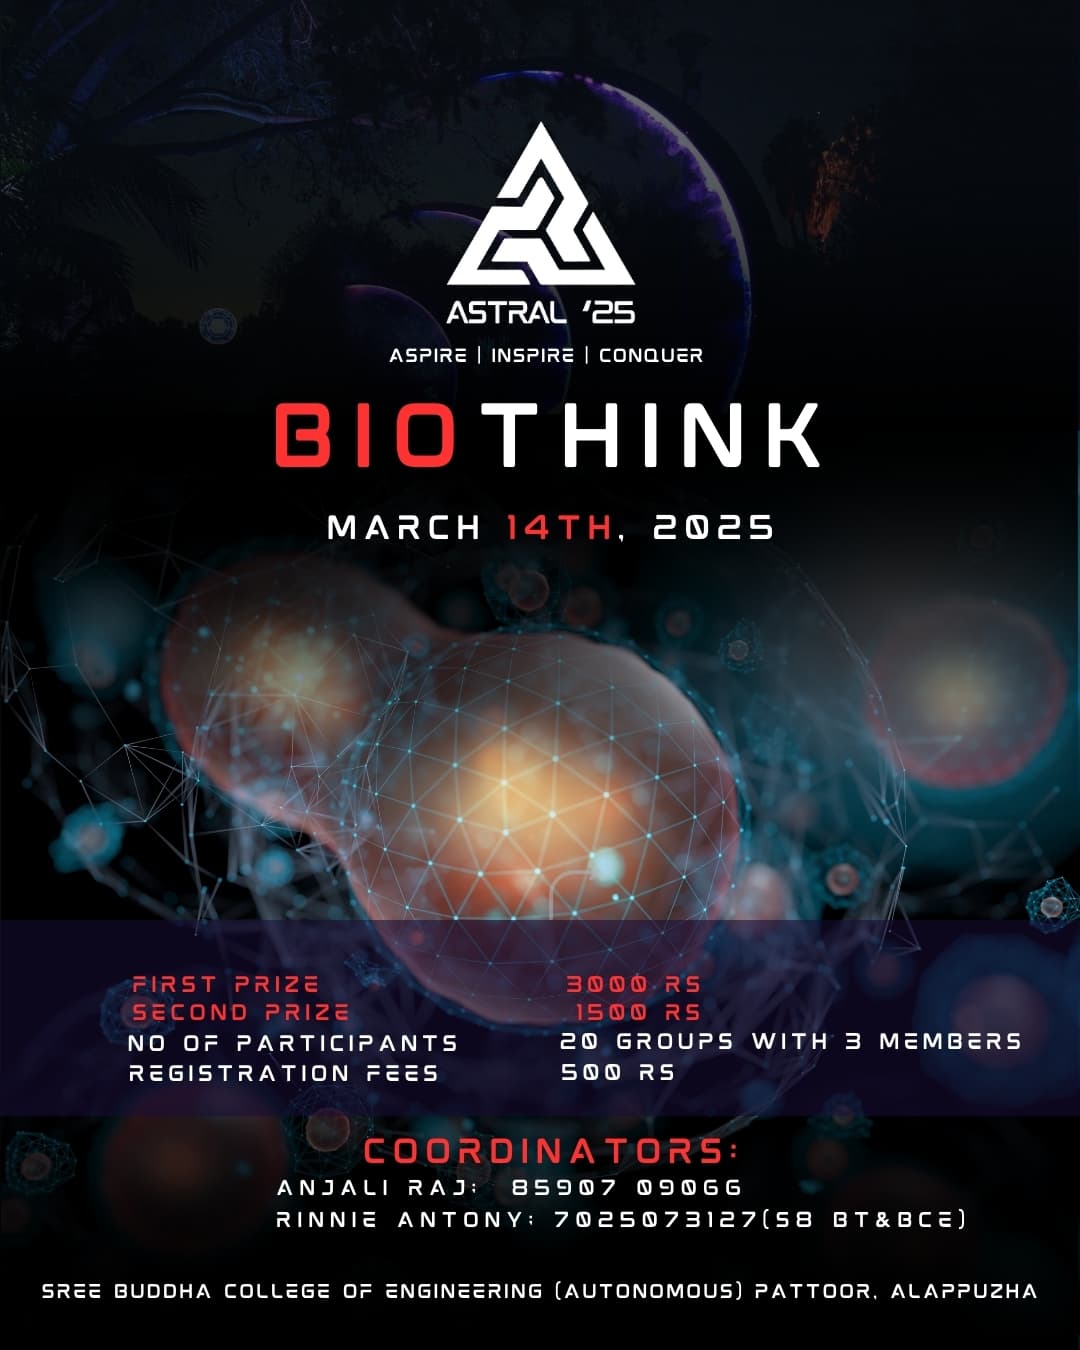 ASTRAL '25
ASPIRE | INSPIRE | CONQUER
BIOTHINK
MARCH 14TH, 2025
FIRST PRIZE 3000 RS
SECOND PRIZE 1500 RS
NO OF PARTICIPANTS 20 GROUPS WITH 3 MEMBERS
REGISTRATION FEES 500 RS
COORDINATORS:
ANJALI RAJ: 85907 09066
RINNIE ANTONY: 7025073127(S8 BT&BCE)
SREE BUDDHA COLLEGE OF ENGINEERING (AUTONOMOUS) PATTOOR, ALAPPUZHA